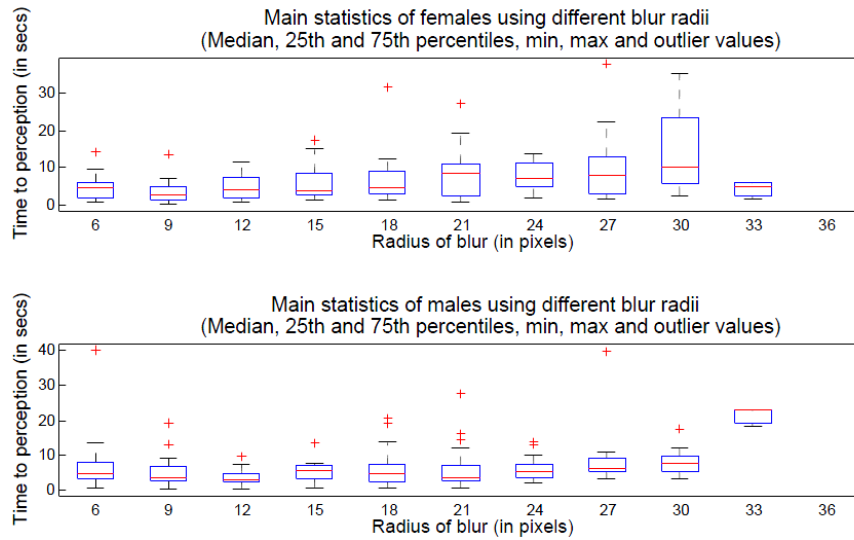 Main statistics of females using different blur radii
(Median, 25th and 75th percentiles, min, max and outlier values)
Time to perception (in secs)
30
20
10
0
6 9 12 15 18 21 24 27 30 33 36
Radius of blur (in pixels)
Main statistics of males using different blur radii
(Median, 25th and 75th percentiles, min, max and outlier values)
Time to perception (in secs)
40
30
20
10
0
6 9 12 15 18 21 24 27 30 33 36
Radius of blur (in pixels)